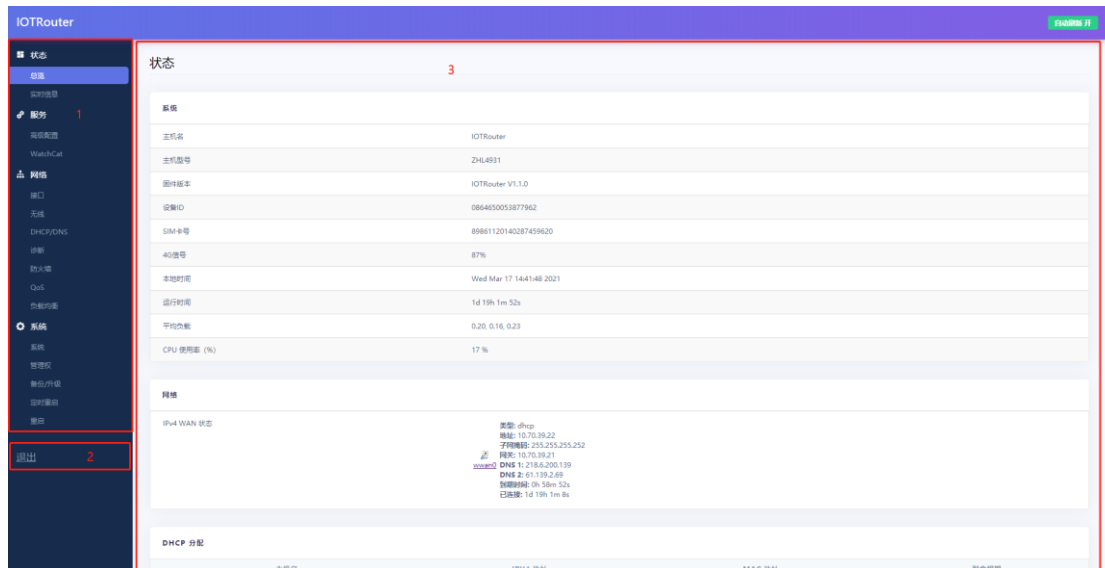 IOTRouter
自动刷新 开
状态
总览
实时信息
服务
1
高级配置
WatchCat
网络
接口
无线
DHCP/DNS
诊断
防火墙
QoS
负载均衡
系统
系统
管理权
备份/升级
定时重启
重启
退出
2
状态
3
系统
主机名 IOTRouter
主机型号 ZHL4931
固件版本 IOTRouter V1.1.0
设备ID 0864650053877962
SIM卡号 89861120140287459620
4G信号 87%
本地时间 Wed Mar 17 14:41:48 2021
运行时间 1d 19h 1m 52s
平均负载 0.20, 0.16, 0.23
CPU 使用率（%） 17 %
网络
IPv4 WAN 状态
wwan0
类型: dhcp
地址: 10.70.39.22
子网掩码: 255.255.255.252
网关: 10.70.39.21
DNS 1: 218.6.200.139
DNS 2: 61.139.2.69
到期时间: 0h 58m 52s
已连接: 1d 19h 1m 8s
DHCP 分配